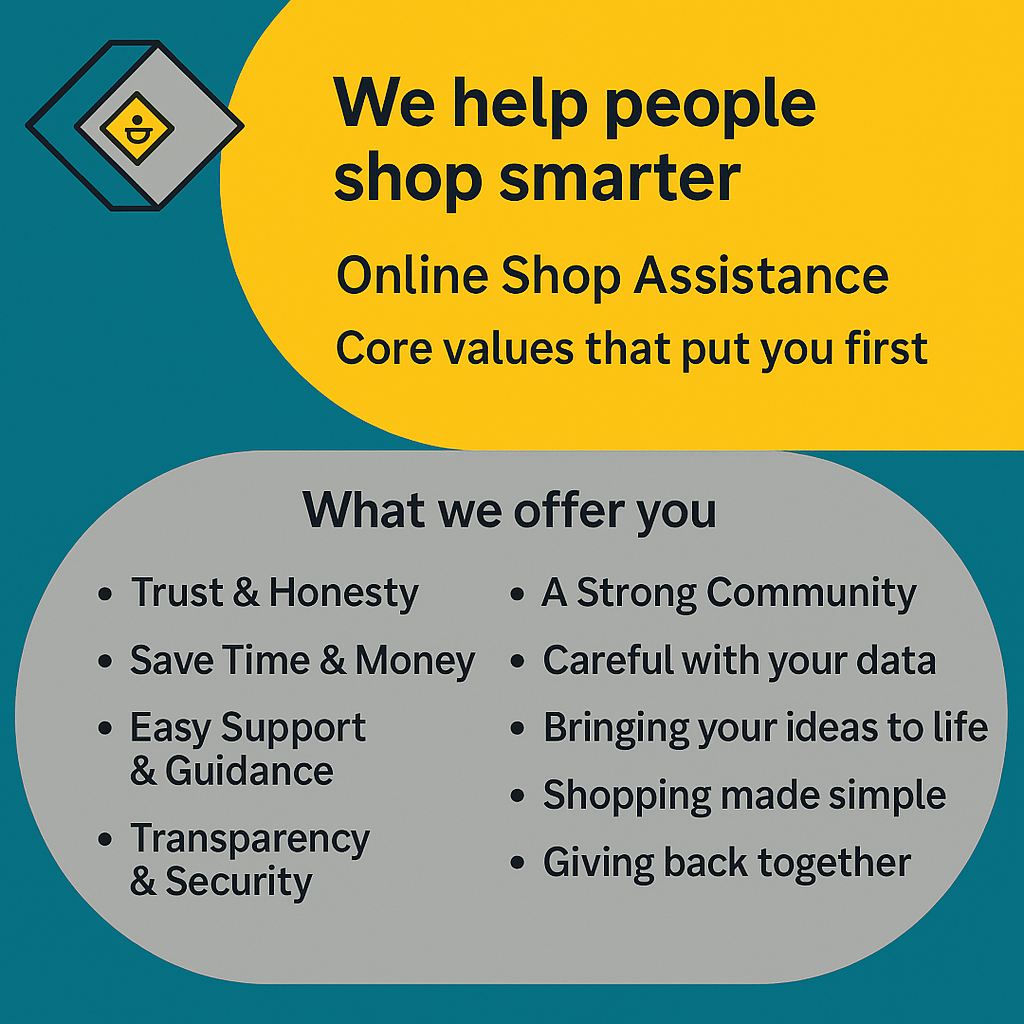 We help people
shop smarter
Online Shop Assistance
Core values that put you first
What we offer you
• Trust & Honesty
• Save Time & Money
• Easy Support
& Guidance
• Transparency
& Security
• A Strong Community
• Careful with your data
• Bringing your ideas to life
• Shopping made simple
• Giving back together